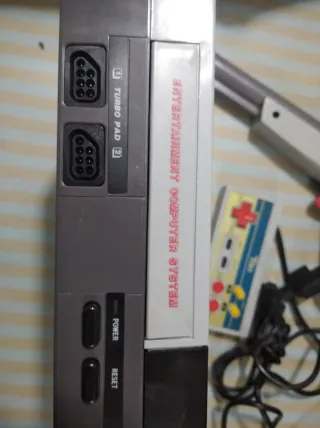 ENTERTAINMENT COMPUTER SYSTEM
1 TURBO PAD 2
POWER
RESET